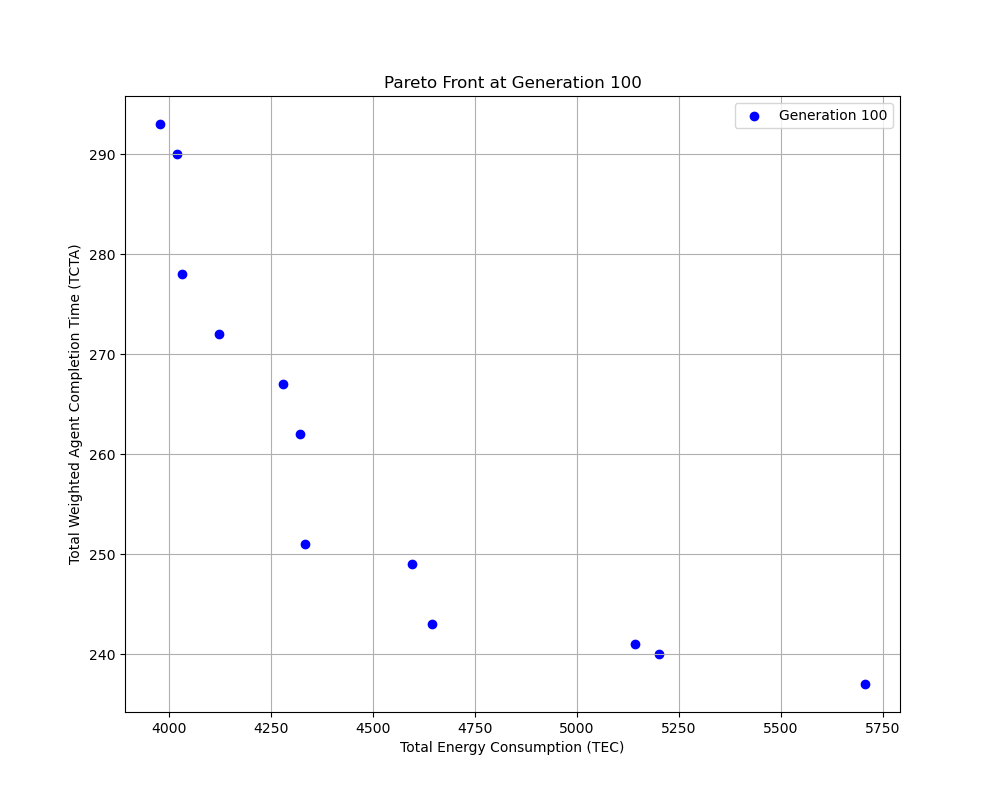 Pareto Front at Generation 100
Generation 100
290
280
270
260
250
240
Total Weighted Agent Completion Time (TCTA)
4000 4250 4500 4750 5000 5250 5500 5750
Total Energy Consumption (TEC)